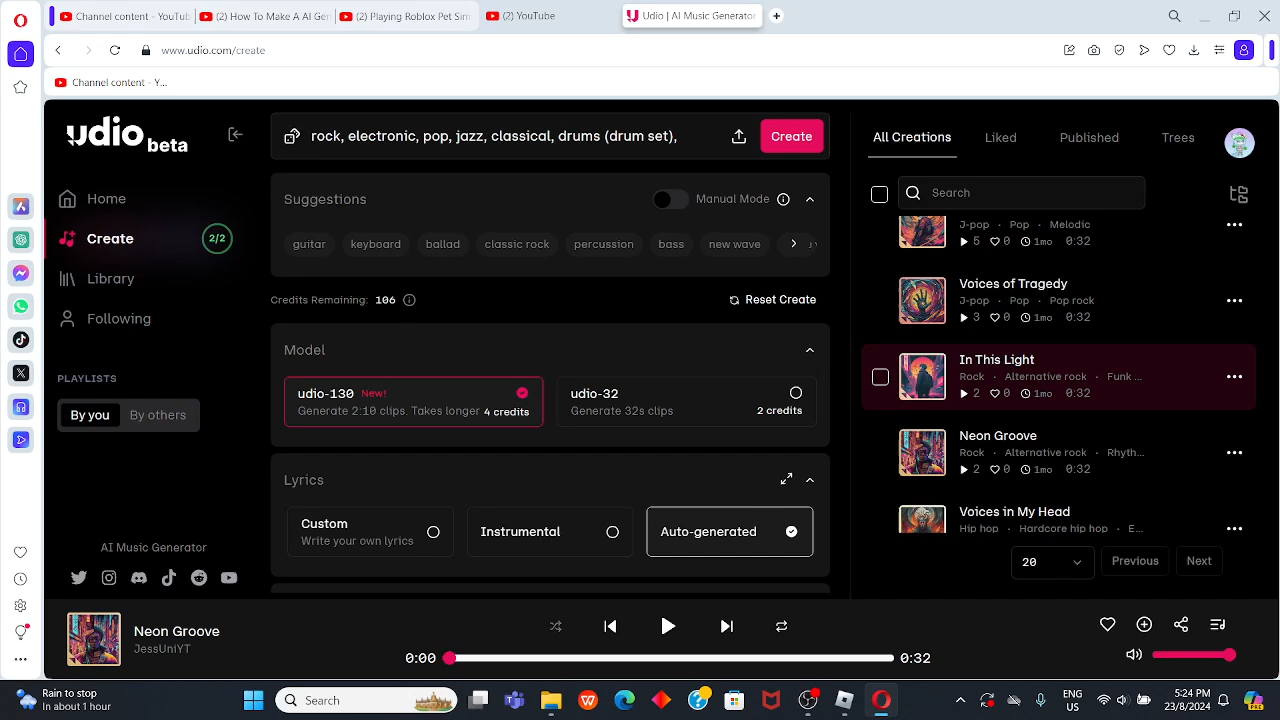 Channel content - YouTul
(2) How To Make A AI Gen
(2) Playing Roblox + Gim
(2) YouTube
Udio | AI Music Generator
www.udio.com/create
Channel content - Y...
udio beta
rock, electronic, pop, jazz, classical, drums (drum set),
Create
All Creations
Liked
Published
Trees
Home
Create
2/2
Library
Following
PLAYLISTS
By you
By others
AI Music Generator
Suggestions
Manual Mode
guitar
keyboard
ballad
classic rock
percussion
bass
new wave
Credits Remaining: 106
Reset Create
Model
udio-130 New!
Generate 2.10 clips. Takes longer 4 credits
udio-32
Generate 32s clips
2 credits
Lyrics
Custom
Write your own lyrics
Instrumental
Auto-generated
Search
J-pop · Pop · Melodic
5 0 1mo 0:32
Voices of Tragedy
J-pop · Pop · Pop rock
3 0 1mo 0:32
In This Light
Rock · Alternative rock · Funk ...
2 0 1mo 0:32
Neon Groove
Rock · Alternative rock · Rhyth...
2 0 1mo 0:32
Voices in My Head
Hip hop · Hardcore hip hop · E...
20
Previous
Next
Neon Groove
JessUniYT
0:00
0:32
Rain to stop
In about 1 hour
Search
ENG
US
5:24 PM
23/8/2024